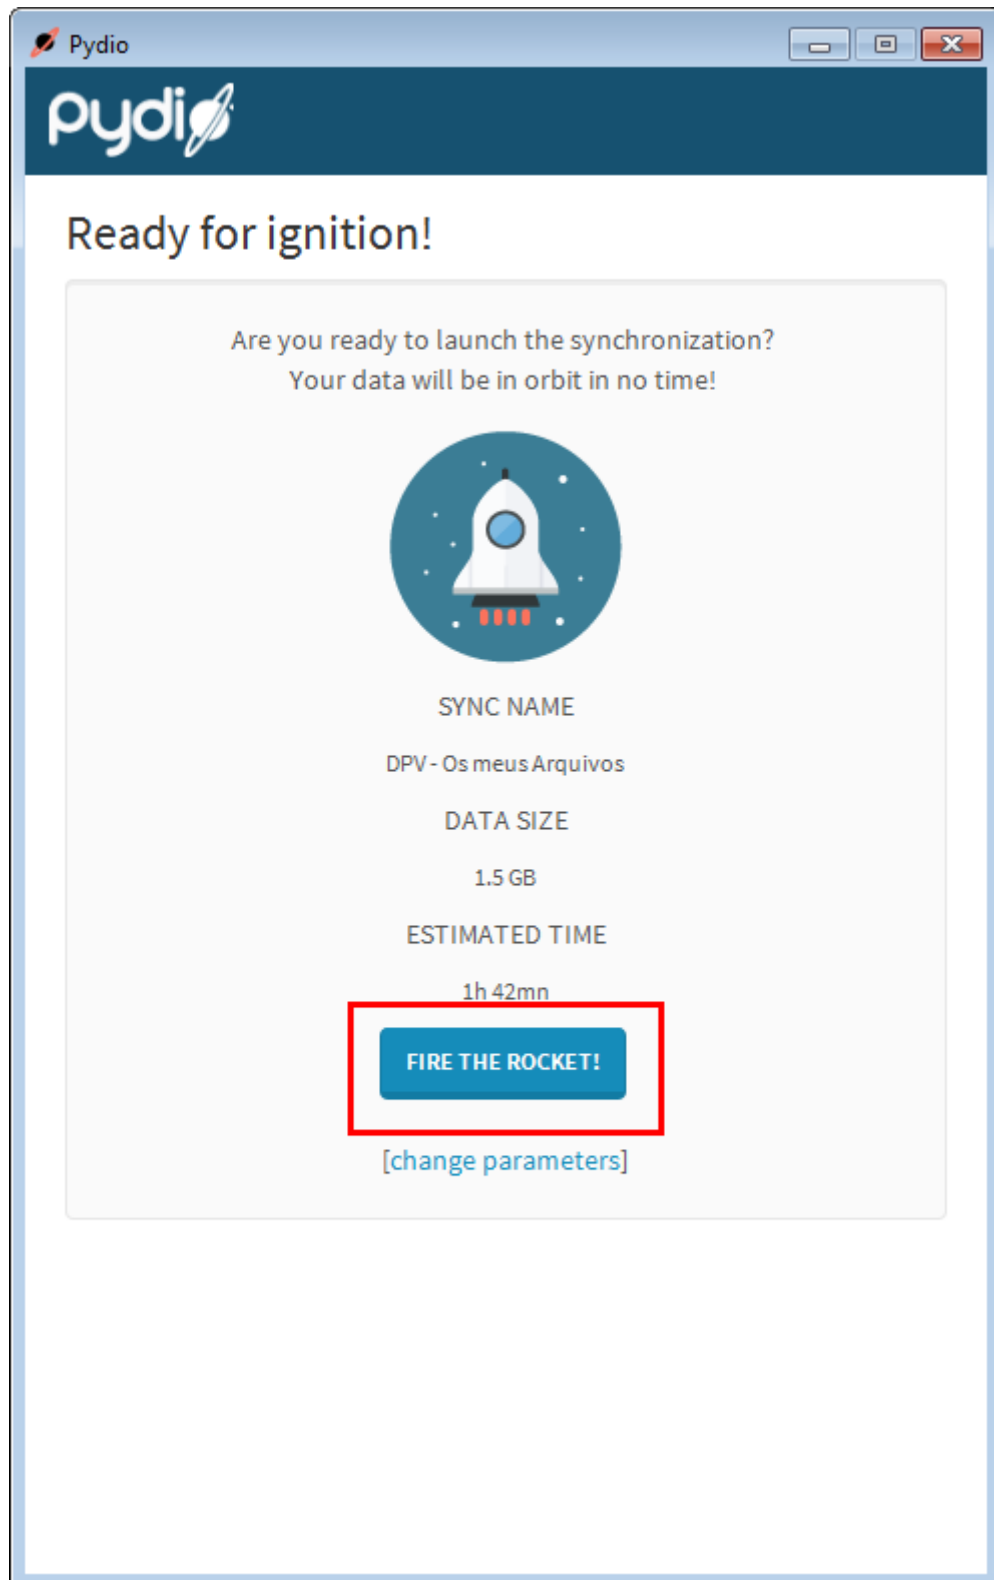 Pydio
pydio
Ready for ignition!
Are you ready to launch the synchronization?
Your data will be in orbit in no time!
SYNC NAME
DPV - Os meus Arquivos
DATA SIZE
1.5 GB
ESTIMATED TIME
1h 42mn
FIRE THE ROCKET!
[change parameters]